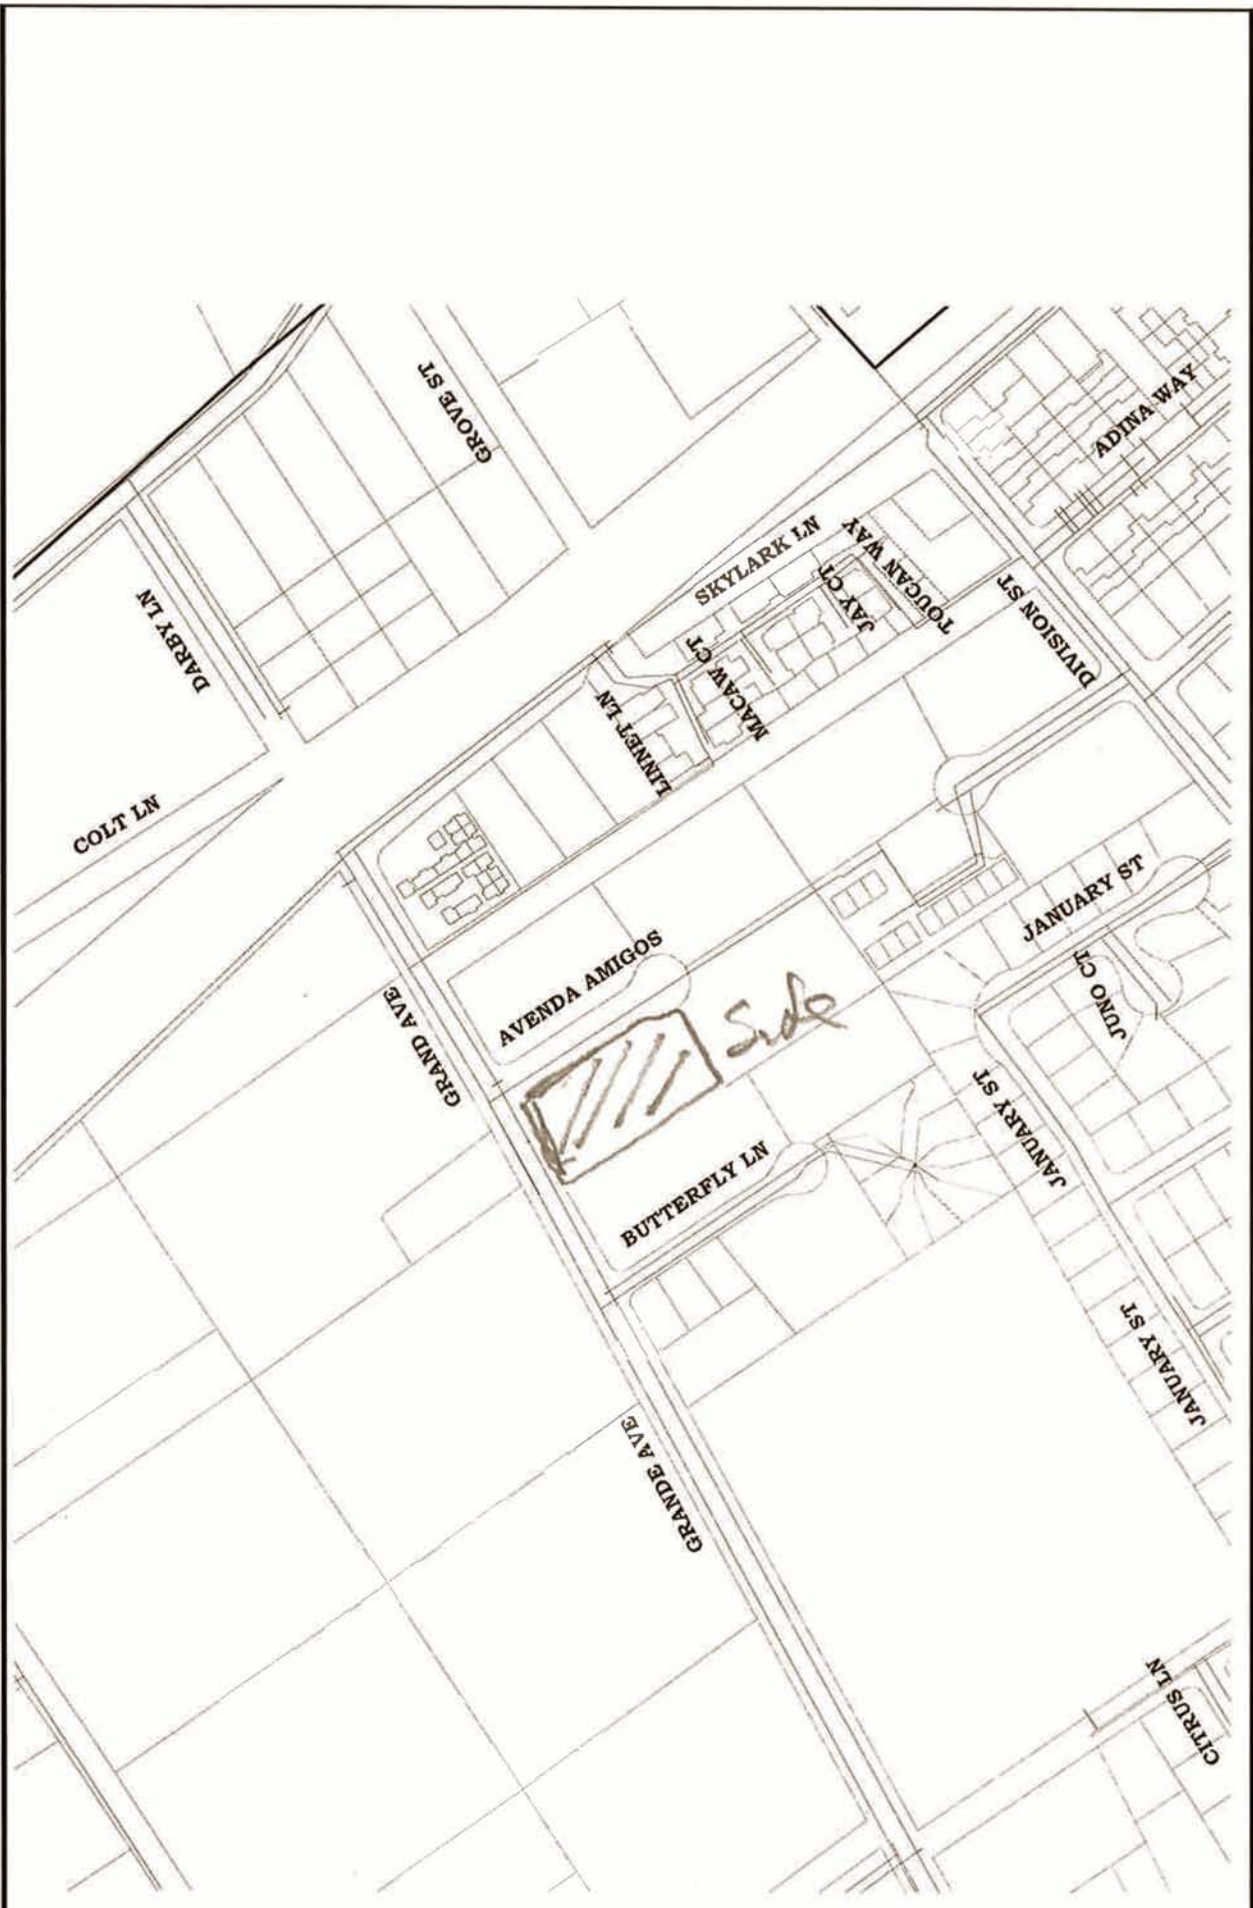 GROVE ST
ADINA WAY
SKYLARK LN
TOUCAN WAY
JAY CT
DARBY LN
DIVISION ST
MACAW CT
LINNET LN
COLT LN
JANUARY ST
AVENDA AMIGOS
JUNO CT
Side
GRAND AVE
JANUARY ST
BUTTERFLY LN
JANUARY ST
GRANDE AVE
CITRUS LN